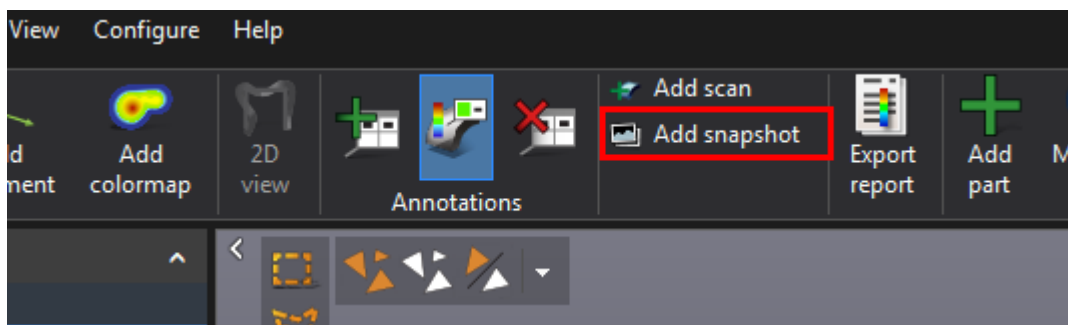 View Configure Help
Add scan
Add snapshot
Add
colormap
2D
view
Annotations
Export
report
Add
part